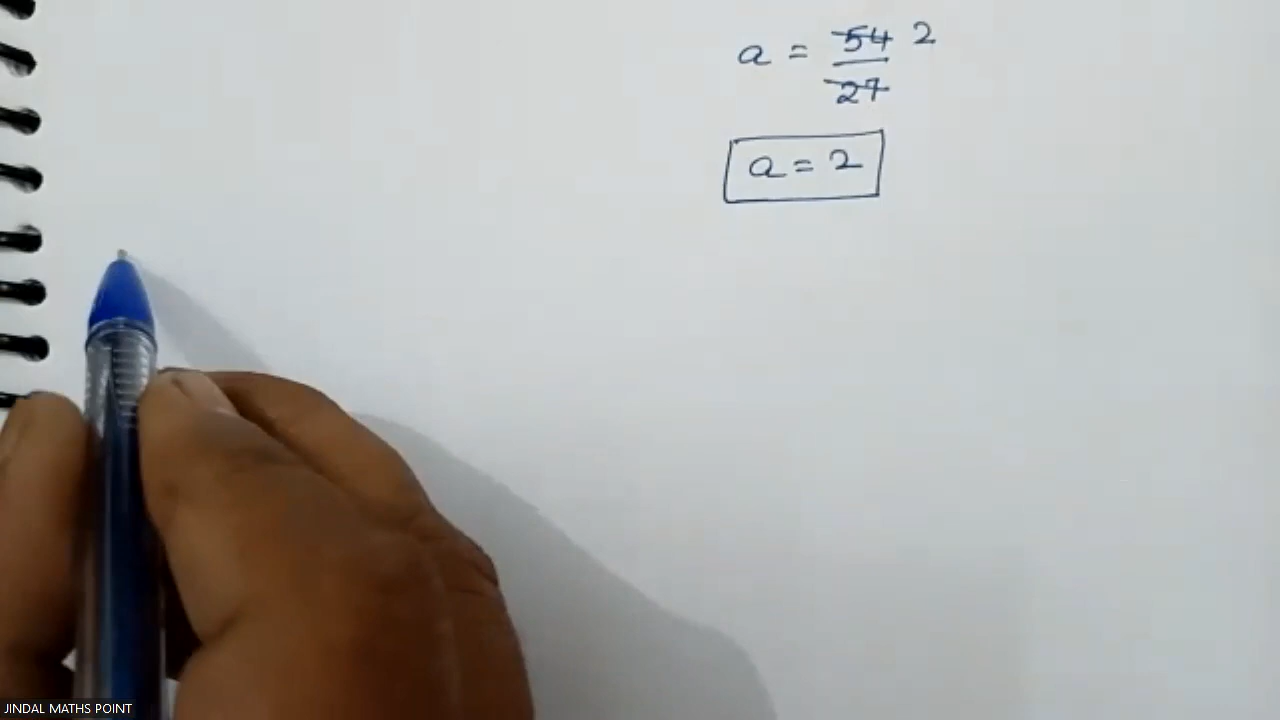 a = 54/27 2
a = 2
JINDAL MATHS POINT